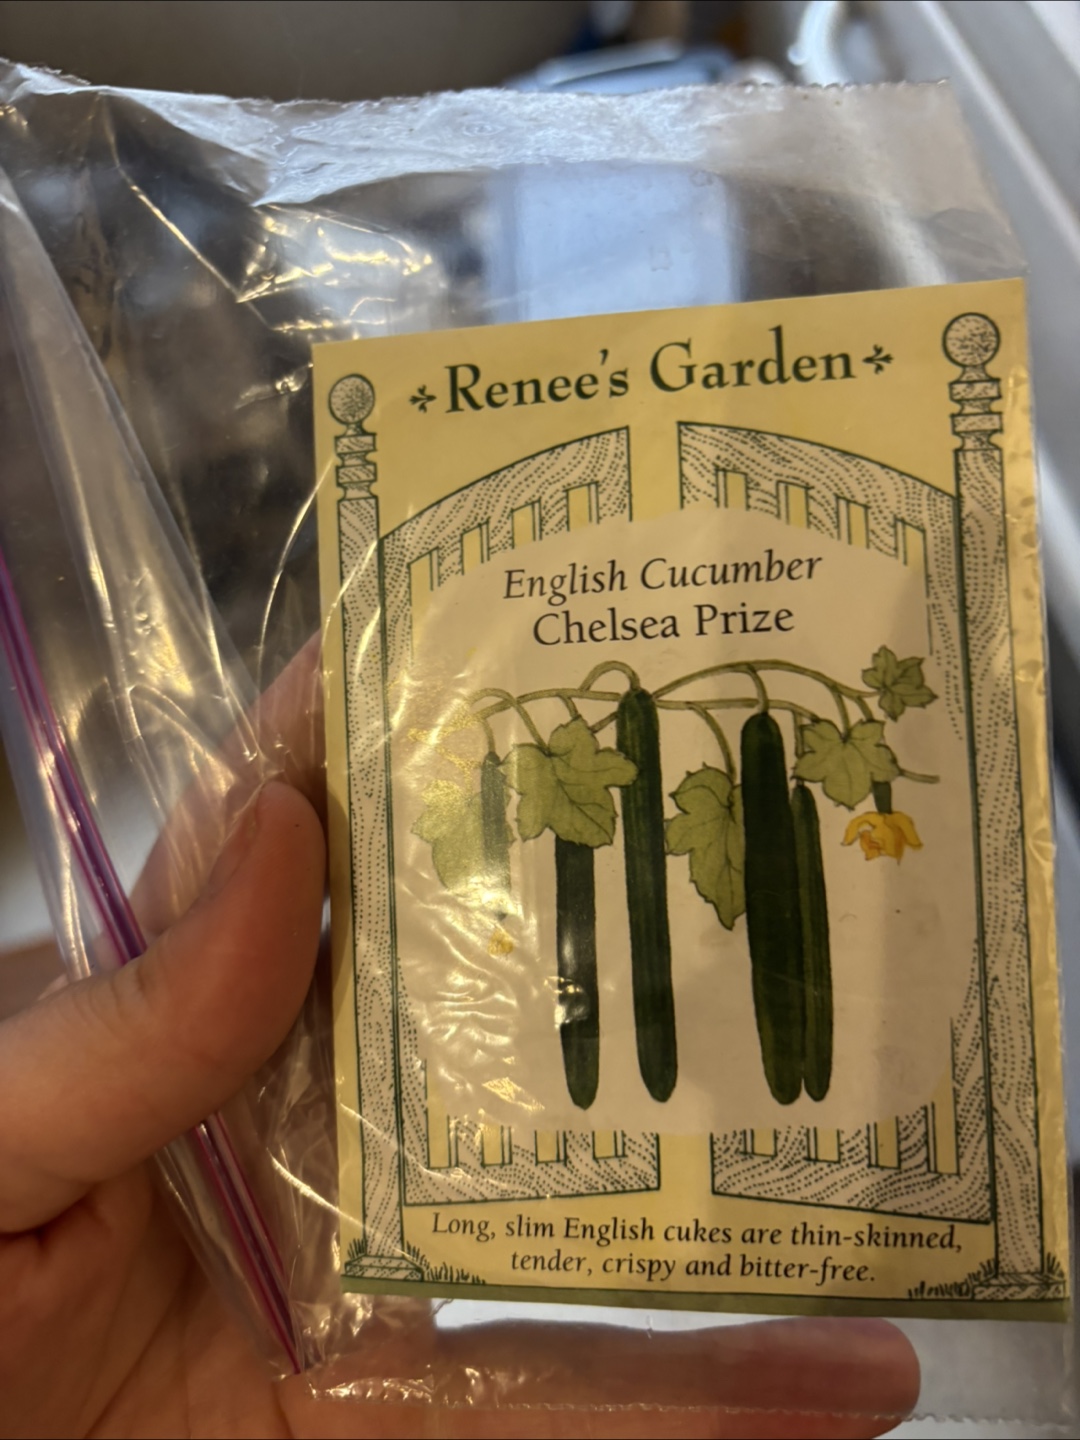 Renee's Garden
English Cucumber
Chelsea Prize
Long, slim English cukes are thin-skinned,
tender, crispy and bitter-free.